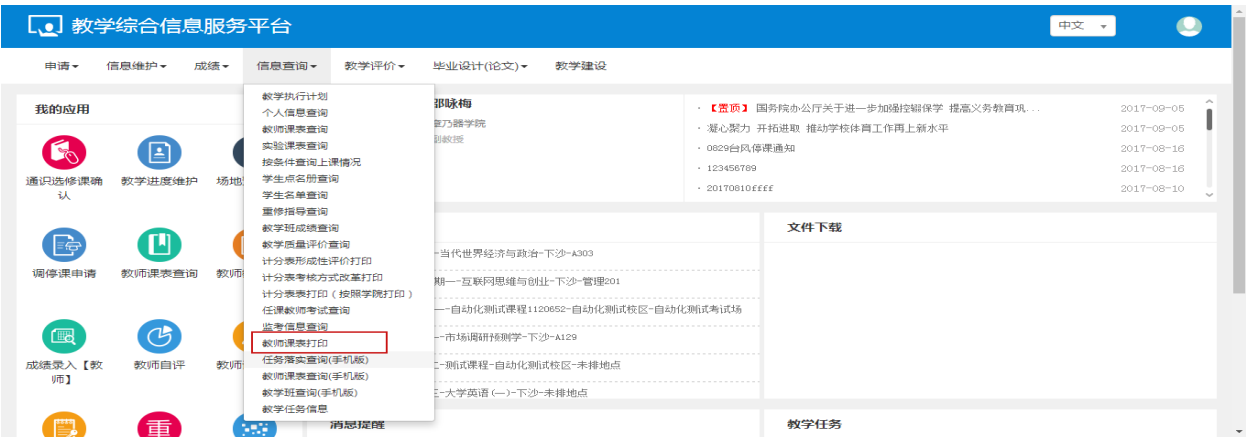 教学综合信息服务平台
中文
申请 信息维护 成绩 信息查询 教学评价 毕业设计(论文) 教学建设
我的应用
通识选修课确认
教学进度维护
场地
调停课申请
教师课表查询
教师
成绩录入【教师】
教师自评
教师
重
教学执行计划
个人信息查询
教师课表查询
实验课表查询
按条件查询上课情况
学生点名册查询
学生名单查询
重修指导查询
教学班成绩查询
教学质量评价查询
计分表形成性评价打印
计分表考核方式改革打印
计分表表打印(按照学院打印)
任课教师考试查询
监考信息查询
教师课表打印
任务落实查询(手机版)
教师课表查询(手机版)
教学班查询(手机版)
教学任务信息
邵咏梅
章乃器学院
副教授
· 【置顶】 国务院办公厅关于进一步加强控辍保学 提高义务教育巩... 2017-09-05
· 凝心聚力 开拓进取 推动学校体育工作再上新水平 2017-09-05
· 0829台风停课通知 2017-08-16
· 123456789 2017-08-16
· 20170810ffff 2017-08-10
-当代世界经济与政治-下沙-A303
期一-互联网思维与创业-下沙-管理201
一-自动化测试课程1120652-自动化测试校区-自动化测试考试场
-市场调研预测学-下沙-A129
二-测试课程-自动化测试校区-未排地点
三-大学英语(一)-下沙-未排地点
文件下载
消息提醒
教学任务